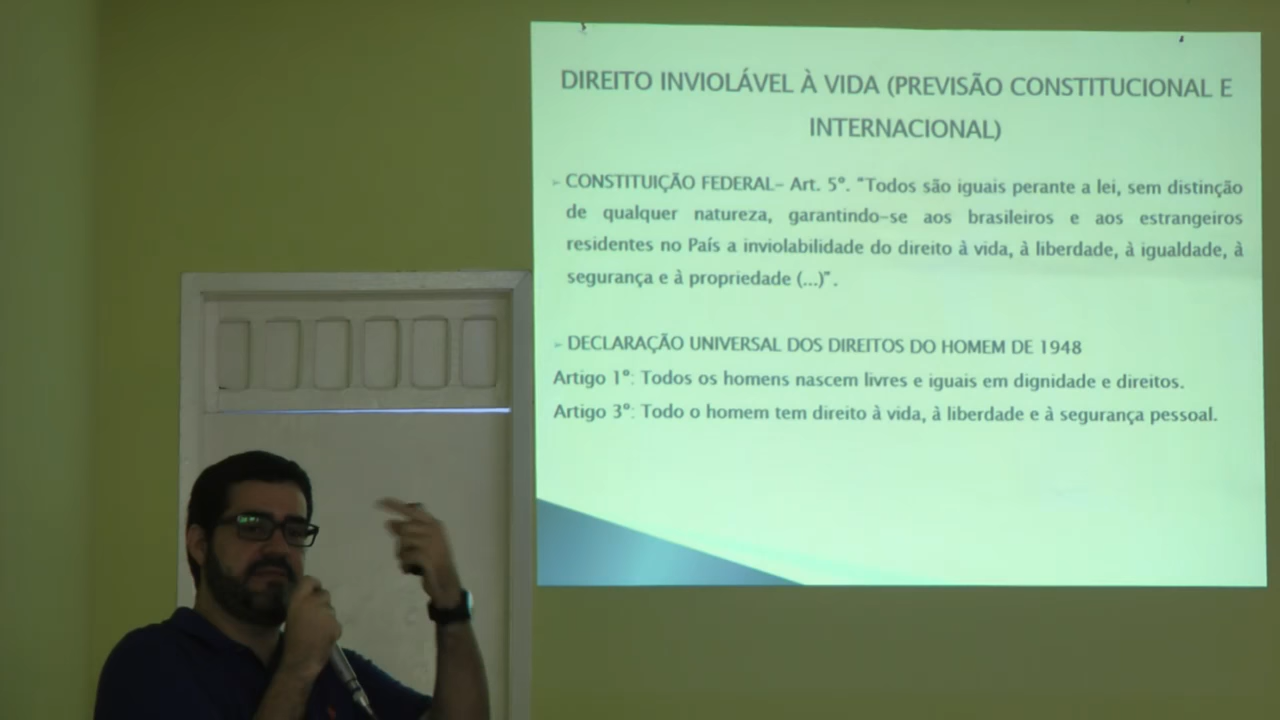 DIREITO INVIOLÁVEL À VIDA (PREVISÃO CONSTITUCIONAL E
INTERNACIONAL)
CONSTITUIÇÃO FEDERAL- Art. 5º. "Todos são iguais perante a lei, sem distinção
de qualquer natureza, garantindo-se aos brasileiros e aos estrangeiros
residentes no País a inviolabilidade do direito à vida, à liberdade, à igualdade, à
segurança e à propriedade (...)".
DECLARAÇÃO UNIVERSAL DOS DIREITOS DO HOMEM DE 1948
Artigo 1º: Todos os homens nascem livres e iguais em dignidade e direitos.
Artigo 3º: Todo o homem tem direito à vida, à liberdade e à segurança pessoal.